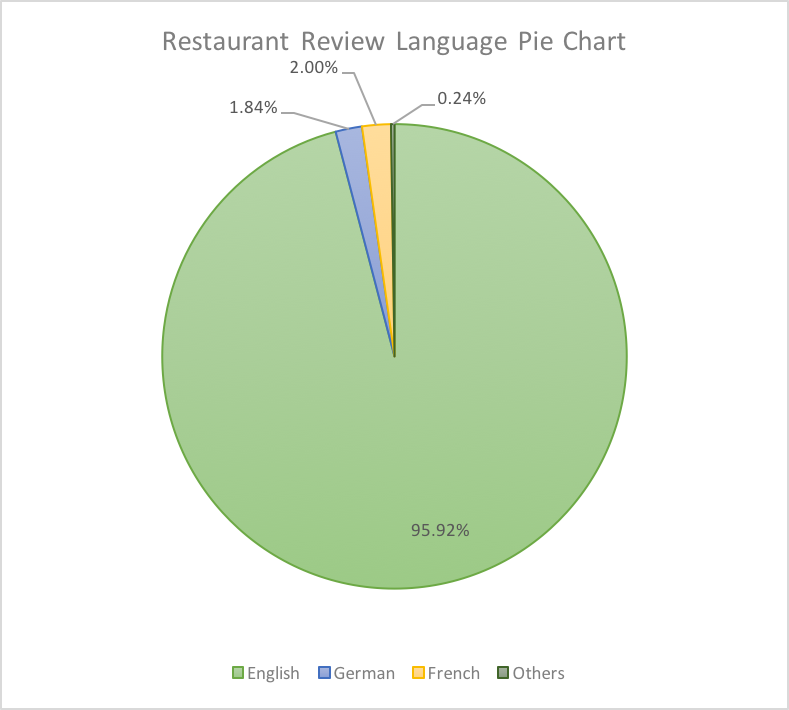 Restaurant Review Language Pie Chart
2.00%
0.24%
1.84%
95.92%
English German French Others